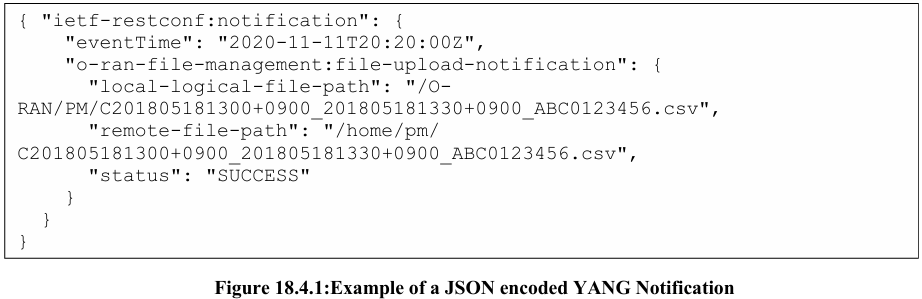 { "ietf-restconf:notification": {
"eventTime": "2020-11-11T20:20:00Z",
"o-ran-file-management:file-upload-notification": {
"local-logical-file-path": "/O-
RAN/PM/C201805181300+0900_201805181330+0900_ABC0123456.csv",
"remote-file-path": "/home/pm/
C201805181300+0900_201805181330+0900_ABC0123456.csv",
"status": "SUCCESS"
}
}
}
Figure 18.4.1:Example of a JSON encoded YANG Notification